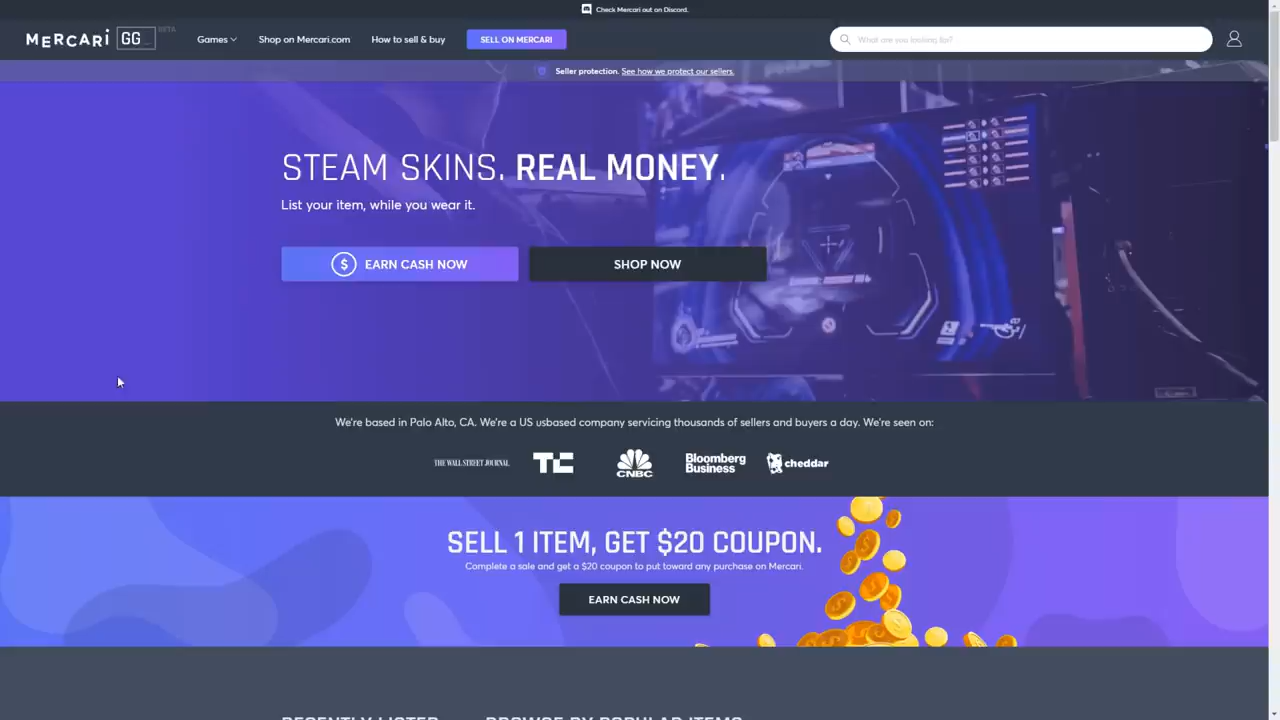 Check Mercari out on Discord.
MERCARI GG BETA
Games
Shop on Mercari.com
How to sell & buy
SELL ON MERCARI
What are you looking for?
Seller protection. See how we protect our sellers.
STEAM SKINS. REAL MONEY.
List your item, while you wear it.
$ EARN CASH NOW
SHOP NOW
We're based in Palo Alto, CA. We're a US usbased company servicing thousands of sellers and buyers a day. We're seen on:
THE WALL STREET JOURNAL
TC
CNBC
Bloomberg
Business
cheddar
SELL 1 ITEM, GET $20 COUPON.
Complete a sale and get a $20 coupon to put toward any purchase on Mercari.
EARN CASH NOW
RECENTLY LISTED
BROWSE BY POPULAR ITEMS